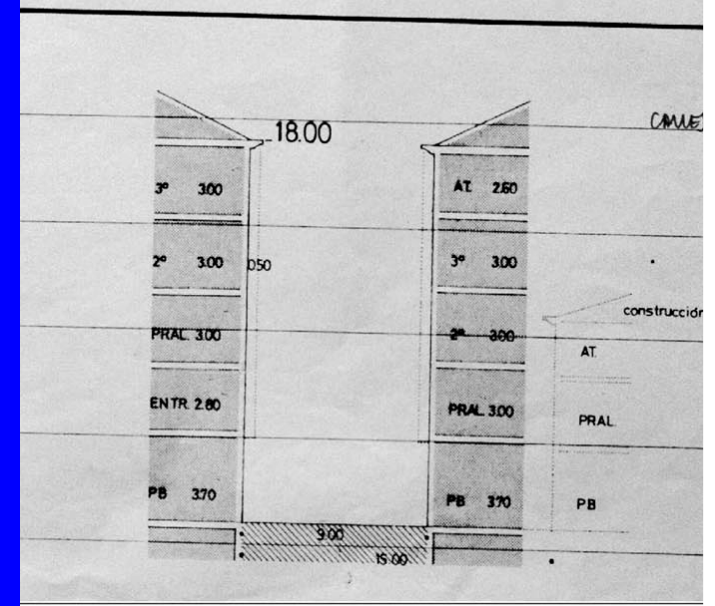 CALLE
18.00
3º 3.00
AT. 2.60
2º 3.00
0.50
3º 3.00
construcción
PRAL. 3.00
2º 3.00
AT.
ENTR. 2.60
PRAL. 3.00
PRAL.
PB 3.70
PB 3.70
PB
9.00
15.00